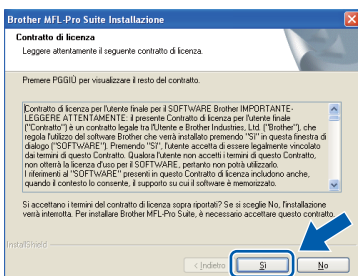 Brother MFL-Pro Suite Installazione
Contratto di licenza
Leggere attentamente il seguente contratto di licenza.
Premere PGGIÙ per visualizzare il resto del contratto.
Contratto di licenza per l'utente finale per il SOFTWARE Brother IMPORTANTE-
LEGGERE ATTENTAMENTE: il presente Contratto di licenza per l'utente finale
("Contratto") è un contratto legale tra l'Utente e Brother Industries, Ltd. ("Brother"), che
regola l'utilizzo del software Brother che verrà installato premendo "Sì" in questa finestra di
dialogo ("SOFTWARE"). Premendo "Sì", l'utente accetta di essere legalmente vincolato
dai termini di questo Contratto. Qualora l'utente non accetti i termini di questo Contratto,
non otterrà la licenza d'uso per il SOFTWARE, pertanto non potrà utilizzarlo.
I riferimenti al "SOFTWARE" presenti in questo Contratto di licenza includono anche,
quando il contesto lo consente, il supporto su cui il software è memorizzato.
Si accettano i termini del contratto di licenza sopra riportati? Se si sceglie No, l'installazione
verrà interrotta. Per installare Brother MFL-Pro Suite, è necessario accettare questo contratto.
InstallShield
< Indietro
Sì
No